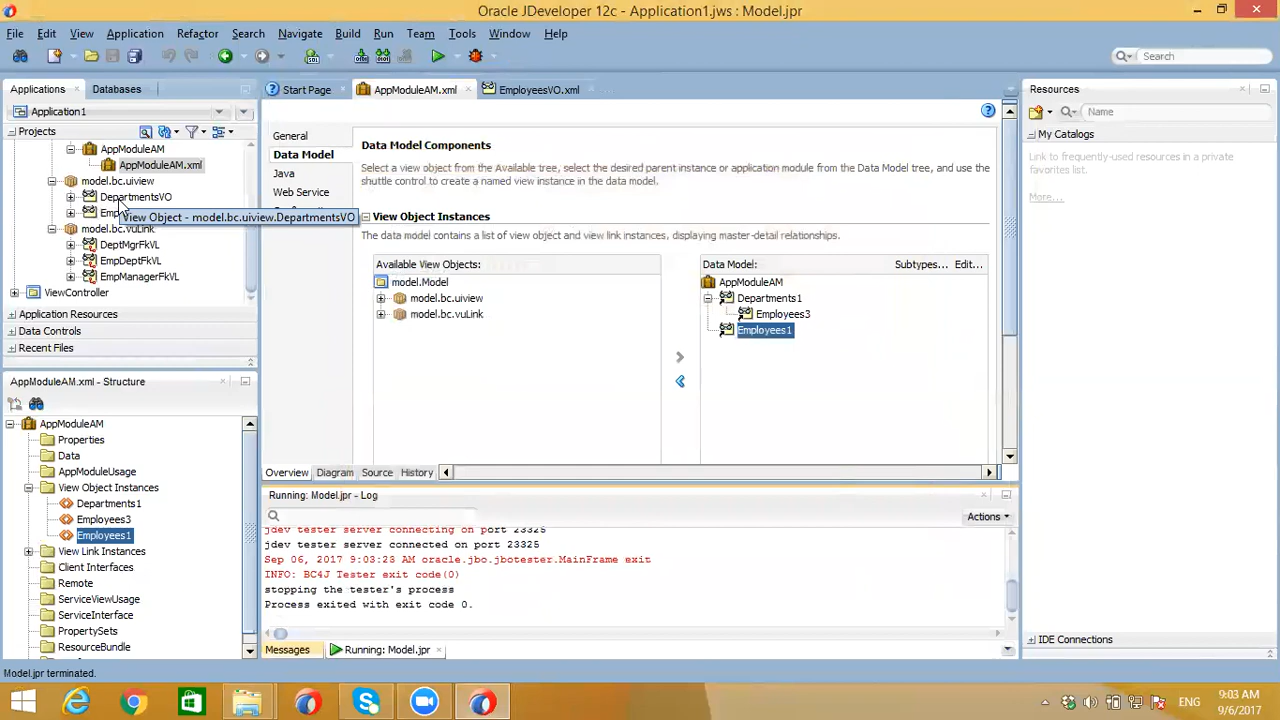 Oracle JDeveloper 12c - Application1.jws : Model.jpr
File Edit View Application Refactor Search Navigate Build Run Team Tools Window Help
Search
Applications Databases
Start Page AppModuleAM.xml EmployeesVO.xml
Resources
Application1
Name
Projects
My Catalogs
Link to frequently-used resources in a private favorites list.
More...
AppModuleAM
AppModuleAM.xml
model.bc.uiview
DepartmentsVO
Emp
View Object - model.bc.uiview.DepartmentsVO
model.bc.vuLink
DeptMgrFkVL
EmpDeptFkVL
EmpManagerFkVL
ViewController
Application Resources
Data Controls
Recent Files
General
Data Model
Java
Web Service
Data Model Components
Select a view object from the Available tree, select the desired parent instance or application module from the Data Model tree, and use
the shuttle control to create a named view instance in the data model.
View Object Instances
The data model contains a list of view object and view link instances, displaying master-detail relationships.
Available View Objects:
model.Model
model.bc.uiview
model.bc.vuLink
Data Model: Subtypes... Edit...
AppModuleAM
Departments1
Employees3
Employees1
Overview Diagram Source History
AppModuleAM.xml - Structure
AppModuleAM
Properties
Data
AppModuleUsage
View Object Instances
Departments1
Employees3
Employees1
View Link Instances
Client Interfaces
Remote
ServiceViewUsage
ServiceInterface
PropertySets
ResourceBundle
Running: Model.jpr - Log
Actions
jdev tester server connecting on port 23325
jdev tester server connected on port 23325
Sep 06, 2017 9:03:23 AM oracle.jbo.jbotester.MainFrame exit
INFO: BC4J Tester exit code(0)
stopping the tester's process
Process exited with exit code 0.
Messages Running: Model.jpr
IDE Connections
Model.jpr terminated.
ENG
9:03 AM
9/6/2017